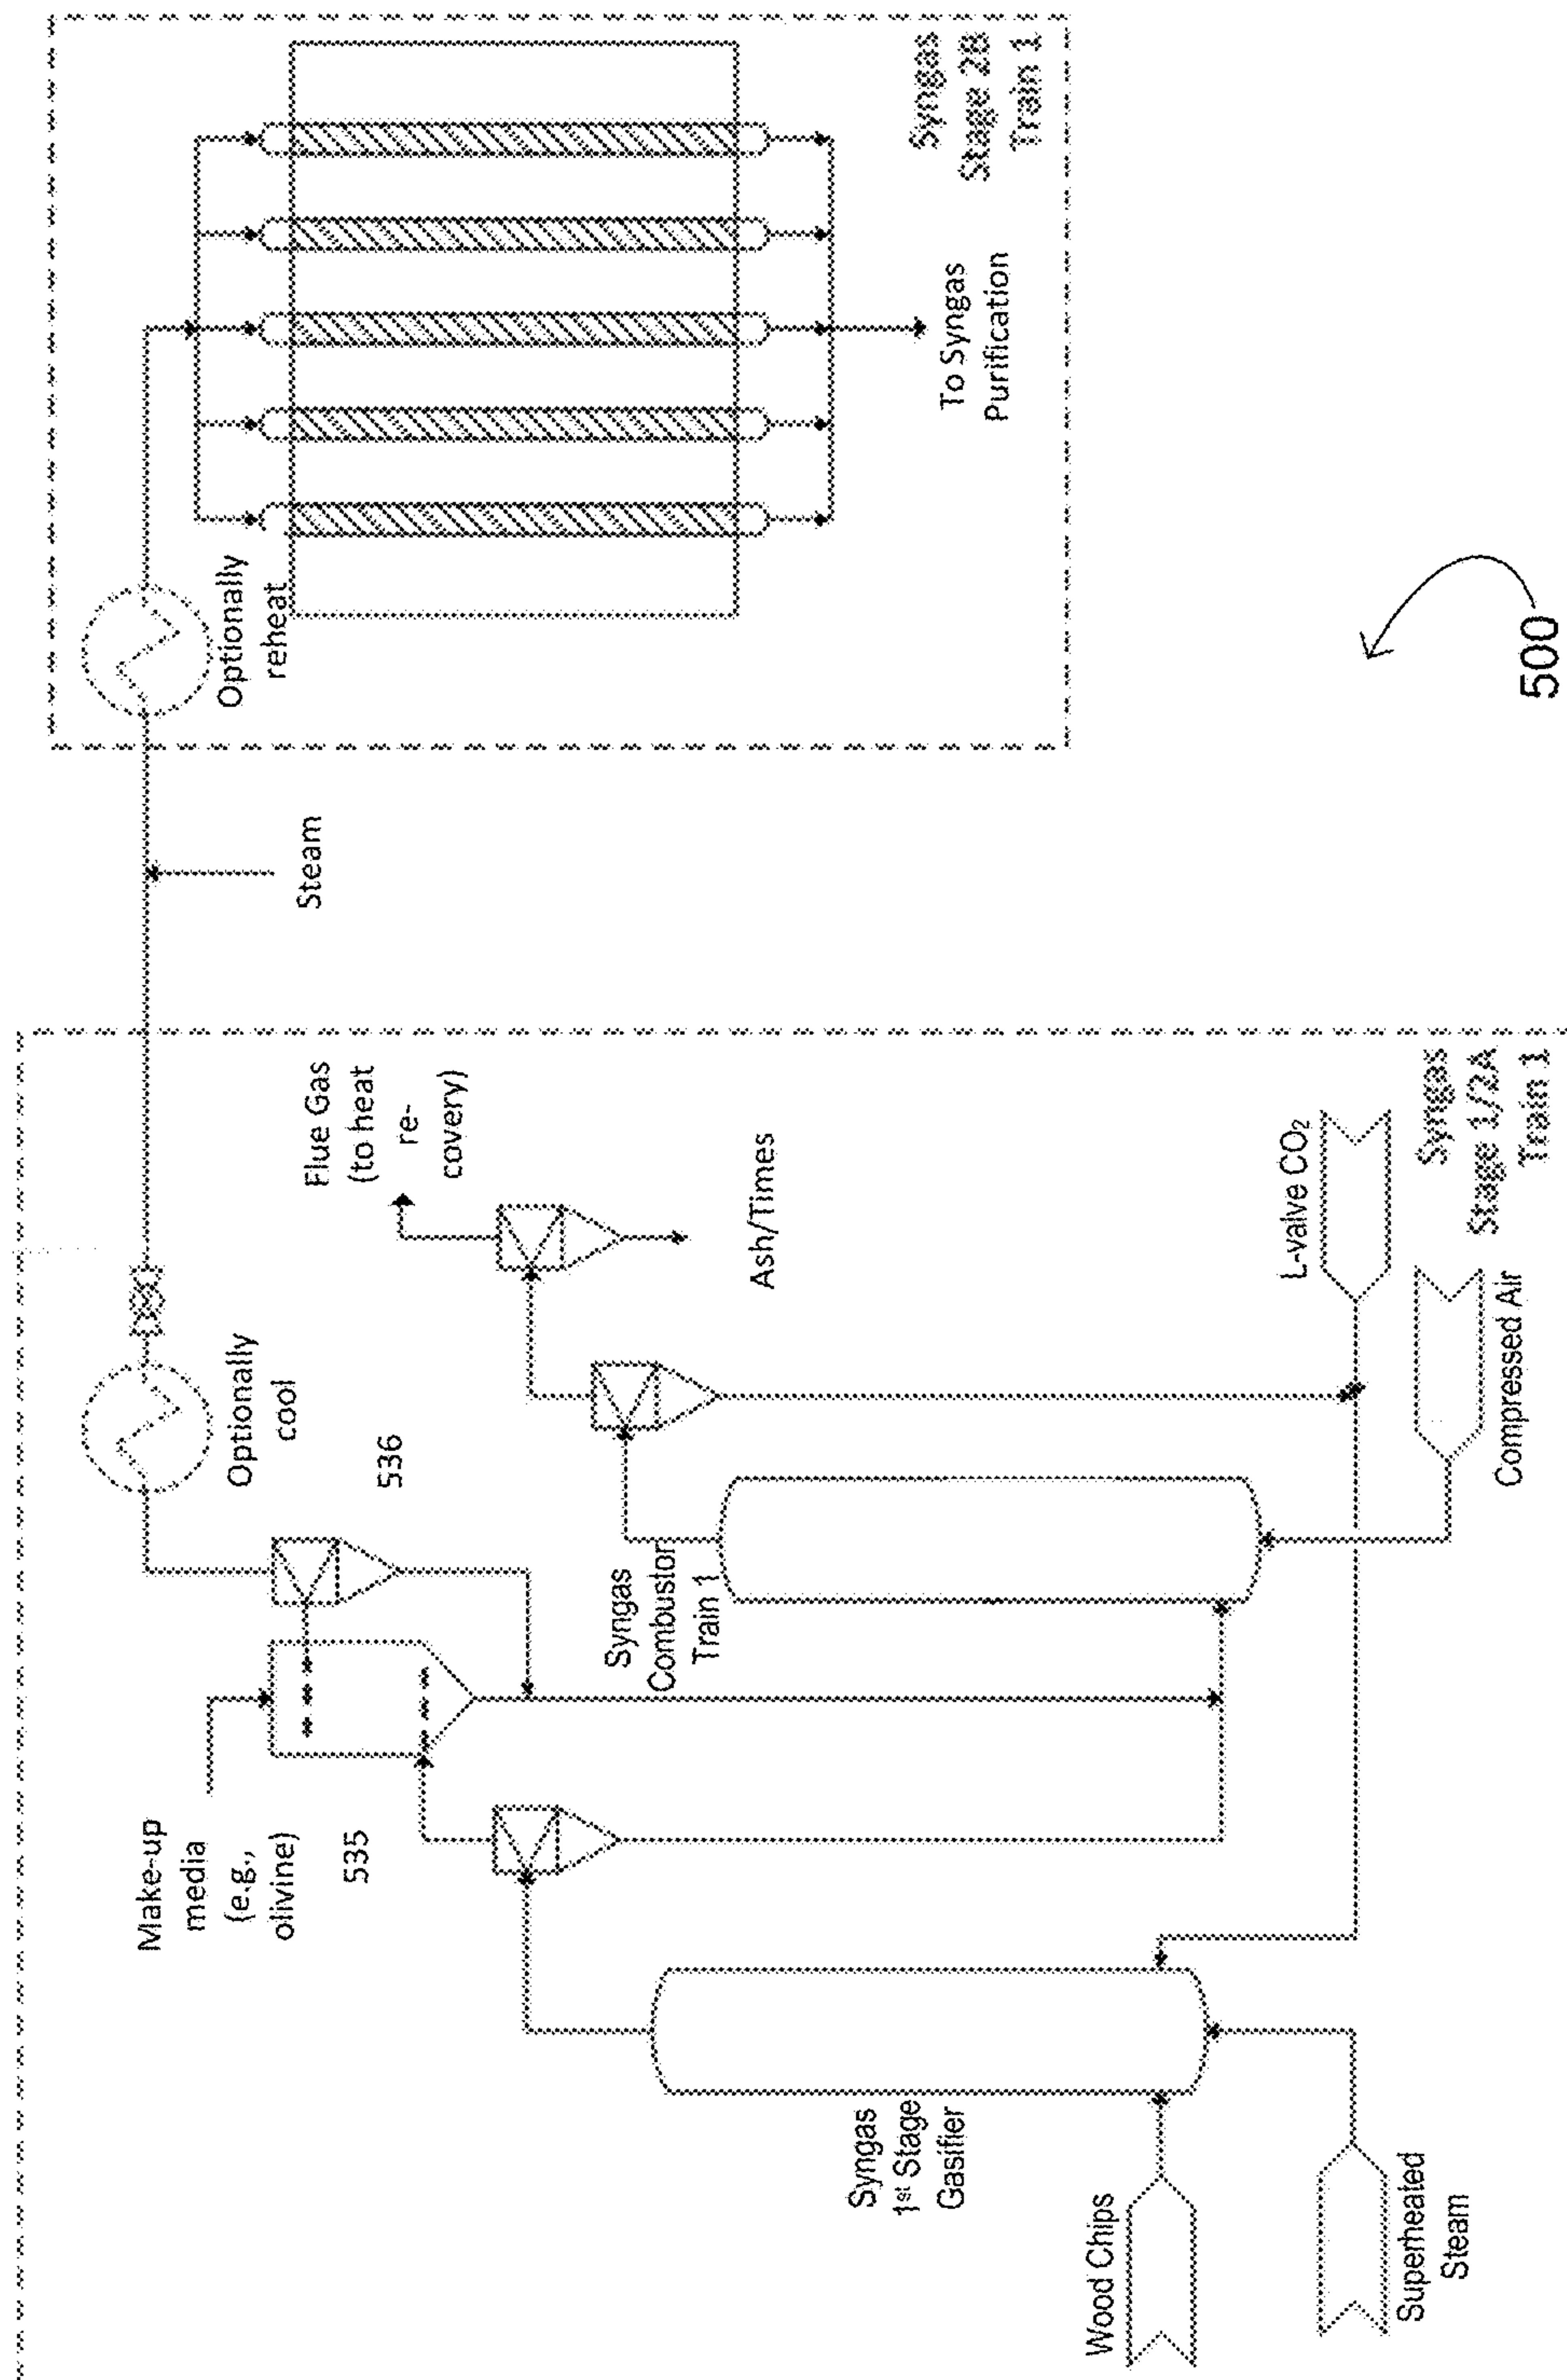 Make-up
media
(e.g.,
olivine)
535
Optionally
cool
536
Flue Gas
(to heat
re-
covery)
Ash/Times
Steam
Optionally
reheat
To Syngas
Purification
Syngas
Stage 2B
Train 1
Syngas
Combustor
Train 1
Syngas
1st Stage
Gasifier
Wood Chips
Superheated
Steam
L-valve CO₂
Compressed Air
Syngas
Stage 1/2A
Train 1
500